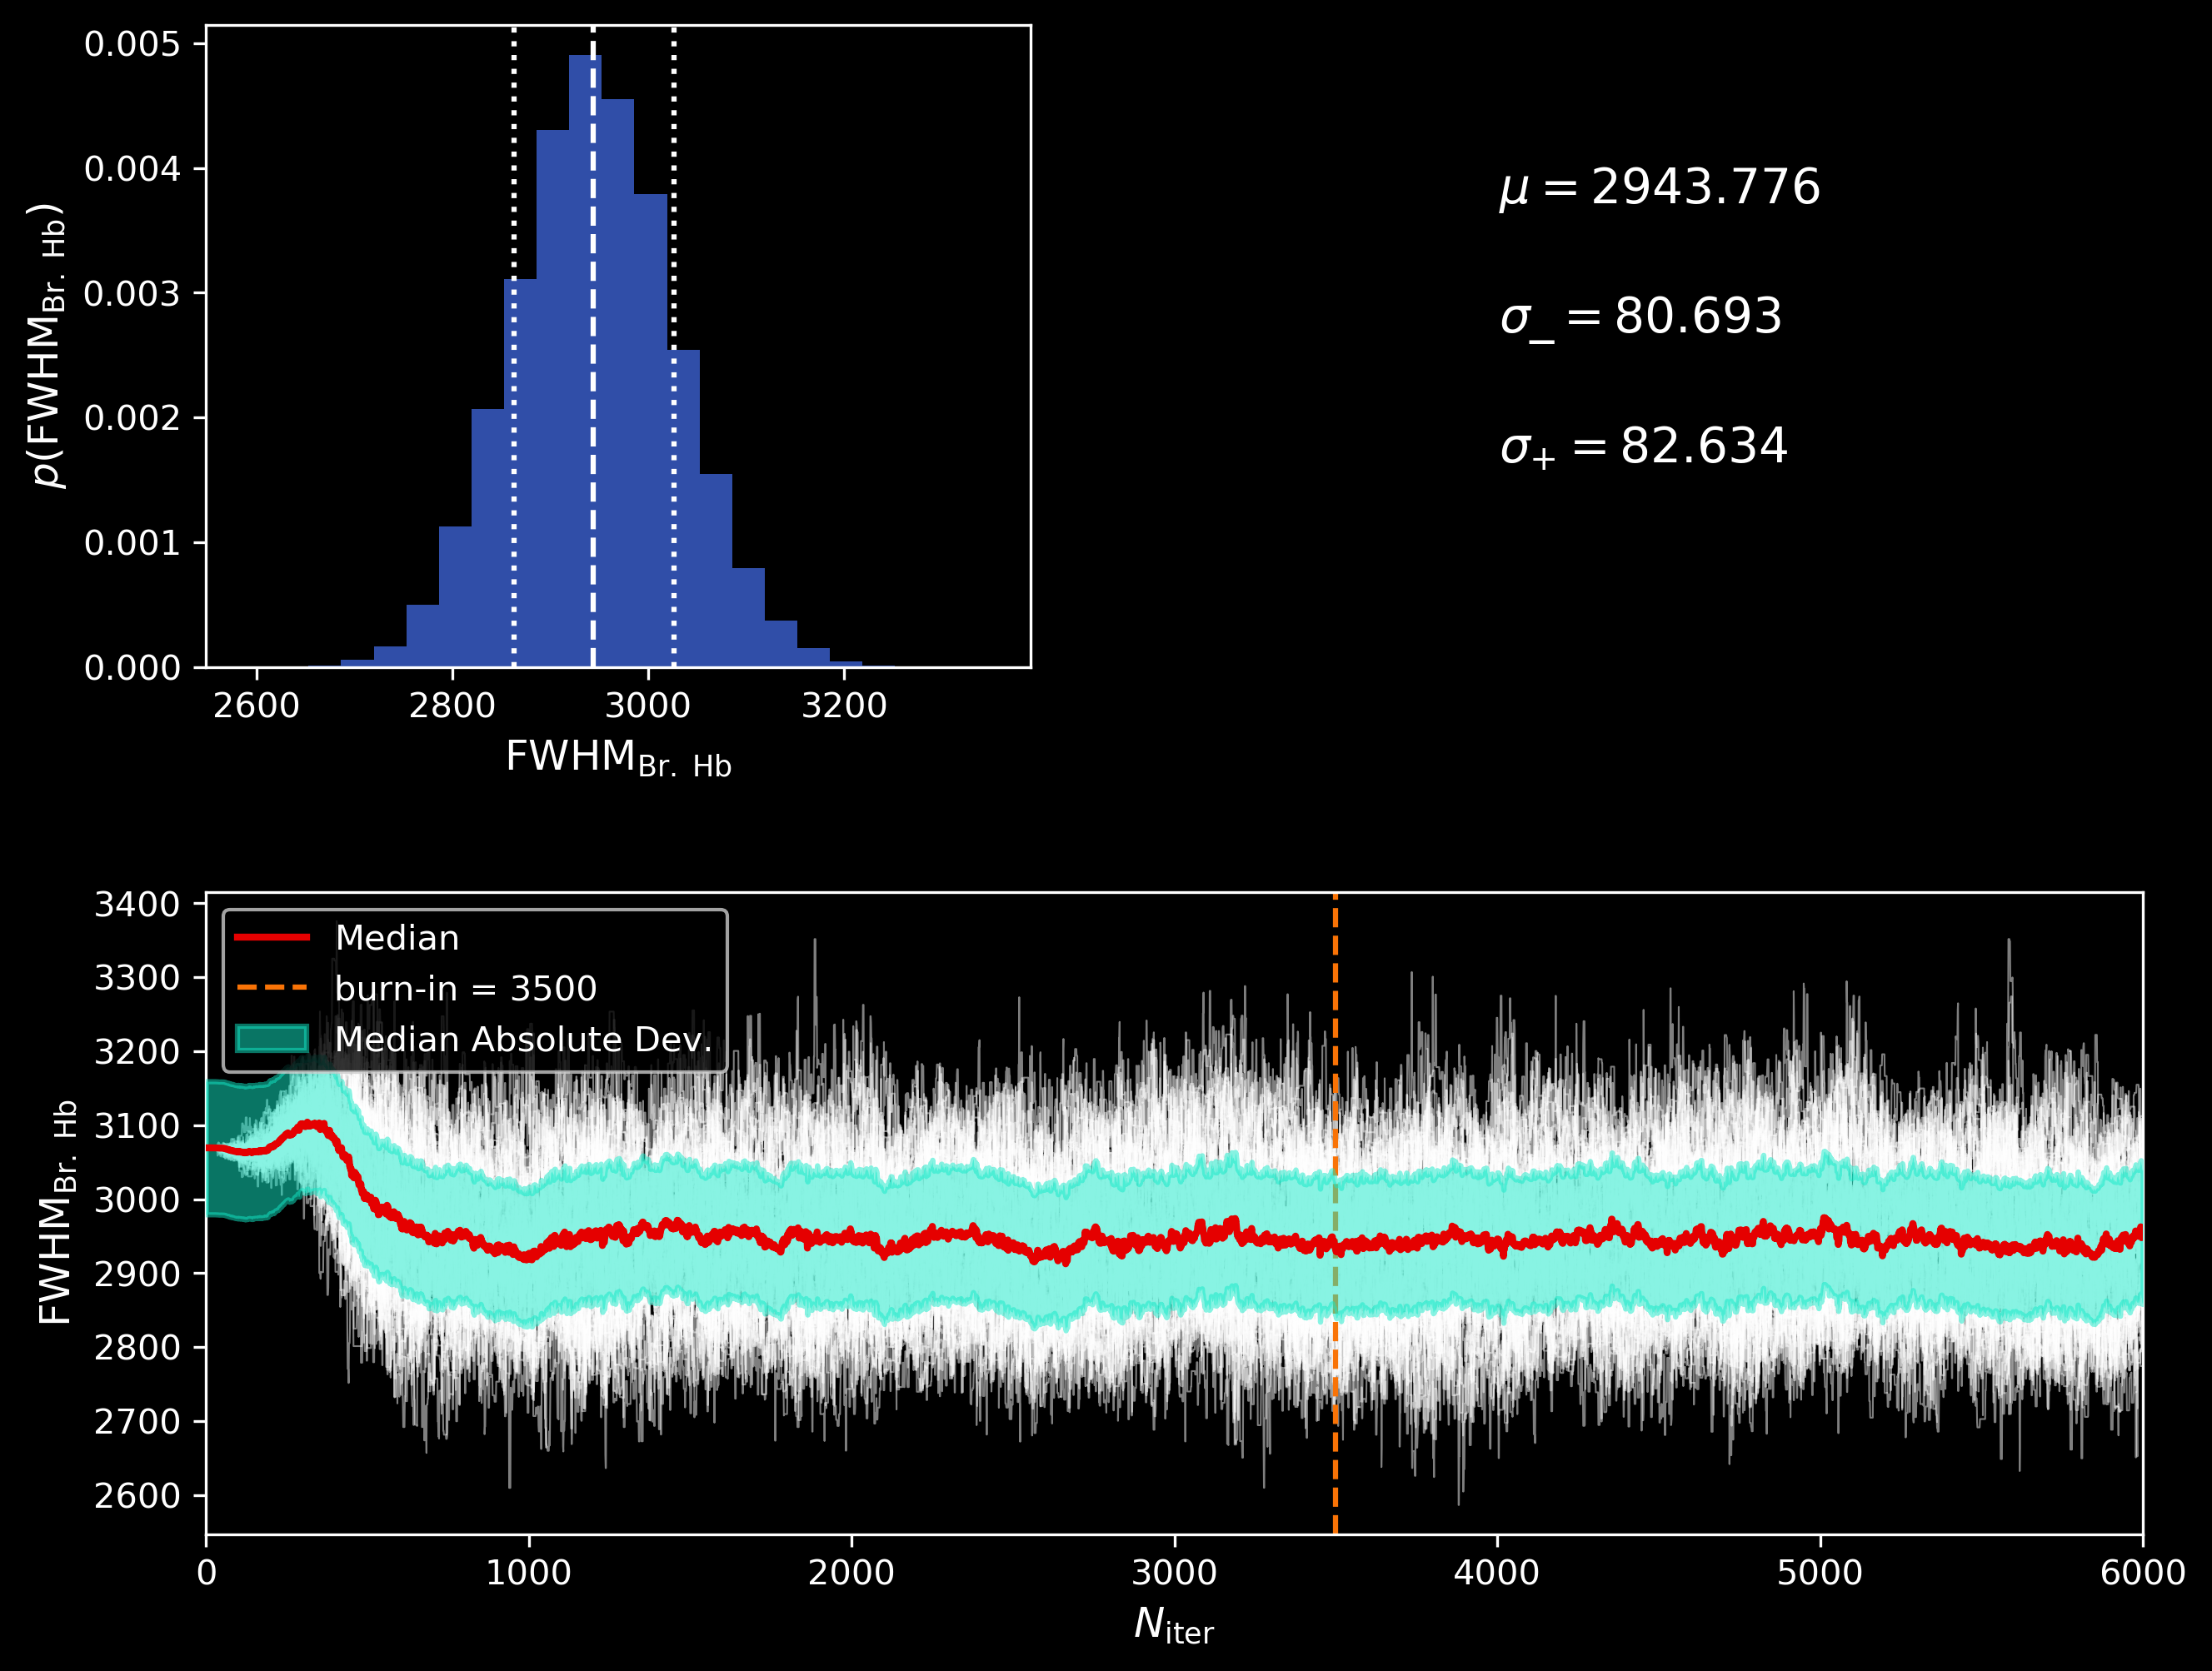 0.005
0.004
0.003
0.002
0.001
0.000
p(FWHM_Br. Hb)
2600 2800 3000 3200
FWHM_Br. Hb
μ = 2943.776
σ_− = 80.693
σ_+ = 82.634
3400
3300
3200
3100
3000
2900
2800
2700
2600
FWHM_Br. Hb
Median
burn-in = 3500
Median Absolute Dev.
0 1000 2000 3000 4000 5000 6000
N_iter